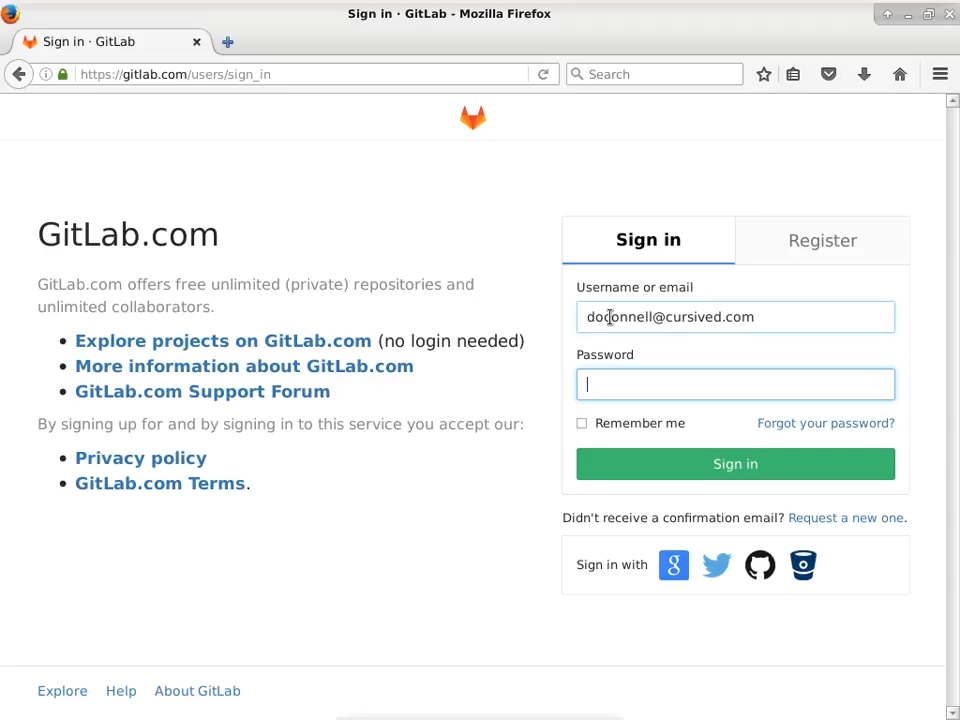 Sign in · GitLab - Mozilla Firefox
Sign in · GitLab
https://gitlab.com/users/sign_in
Search
GitLab.com
GitLab.com offers free unlimited (private) repositories and
unlimited collaborators.
Explore projects on GitLab.com (no login needed)
More information about GitLab.com
GitLab.com Support Forum
By signing up for and by signing in to this service you accept our:
Privacy policy
GitLab.com Terms.
Sign in
Register
Username or email
doconnell@cursived.com
Password
Remember me
Forgot your password?
Sign in
Didn't receive a confirmation email? Request a new one.
Sign in with
Explore
Help
About GitLab